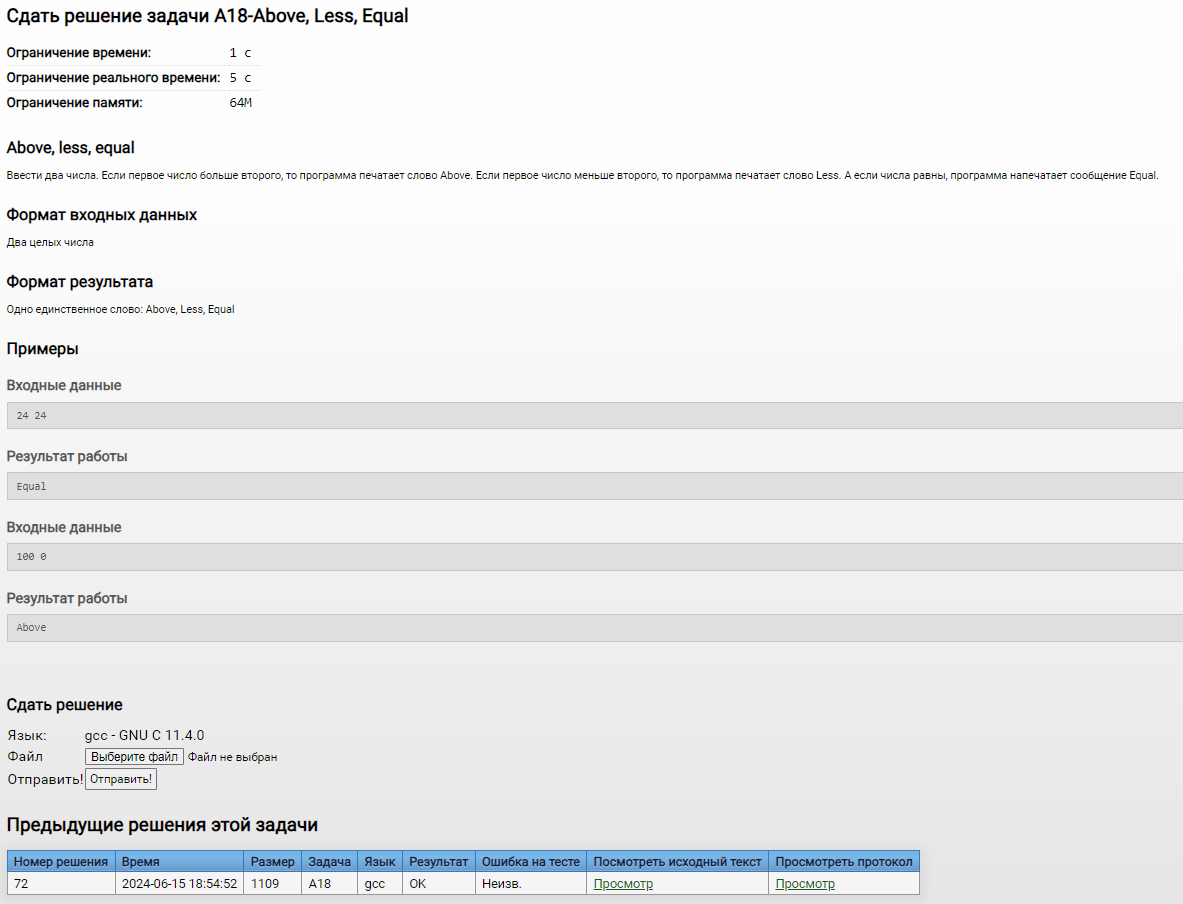 Сдать решение задачи A18-Above, Less, Equal
Ограничение времени: 1 с
Ограничение реального времени: 5 с
Ограничение памяти: 64M
Above, less, equal
Ввести два числа. Если первое число больше второго, то программа печатает слово Above. Если первое число меньше второго, то программа печатает слово Less. А если числа равны, программа напечатает сообщение Equal.
Формат входных данных
Два целых числа
Формат результата
Одно единственное слово: Above, Less, Equal
Примеры
Входные данные
24 24
Результат работы
Equal
Входные данные
100 0
Результат работы
Above
Сдать решение
Язык: gcc - GNU C 11.4.0
Файл Выберите файл Файл не выбран
Отправить! Отправить!
Предыдущие решения этой задачи
Номер решения Время Размер Задача Язык Результат Ошибка на тесте Посмотреть исходный текст Просмотреть протокол
72 2024-06-15 18:54:52 1109 A18 gcc OK Неизв. Просмотр Просмотр